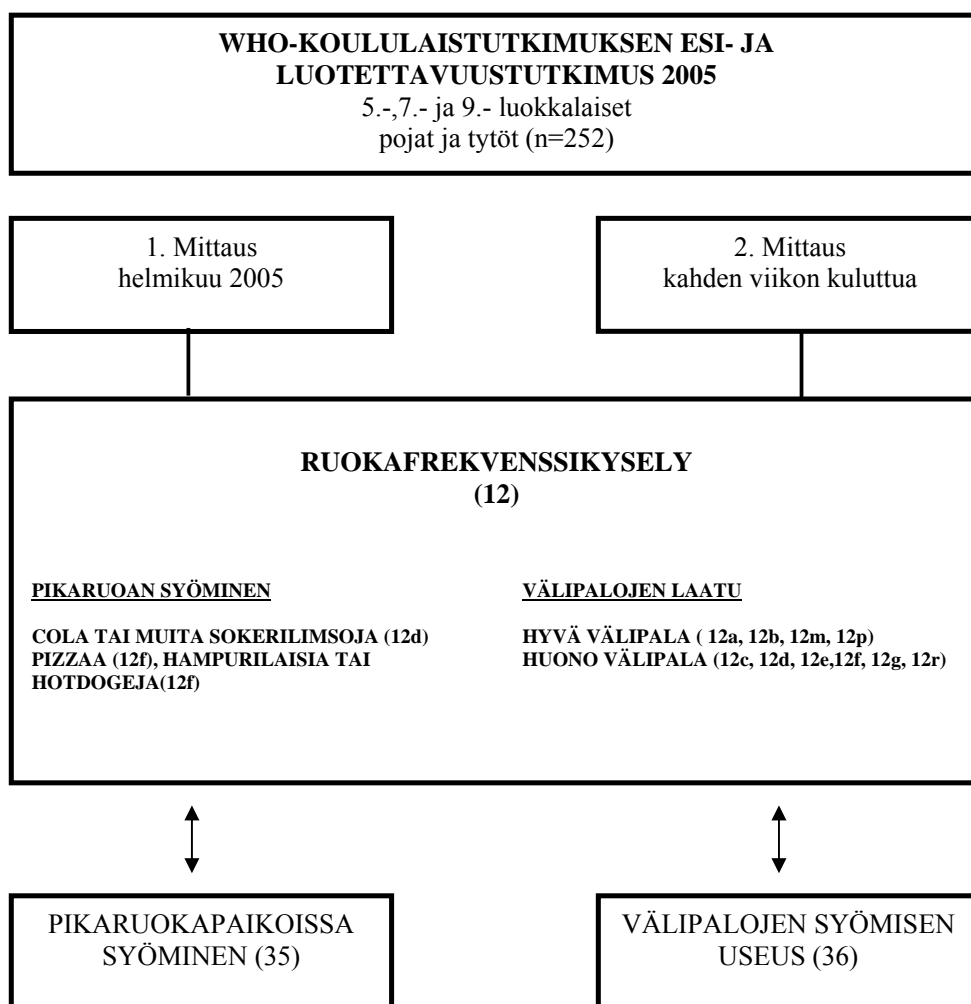 WHO-KOULULAISTUTKIMUKSEN ESI- JA
LUOTETTAVUUSTUTKIMUS 2005
5.-,7.- ja 9.- luokkalaiset
pojat ja tytöt (n=252)
1. Mittaus
helmikuu 2005
2. Mittaus
kahden viikon kuluttua
RUOKAFREKVENSSIKYSELY
(12)
PIKARUOAN SYÖMINEN
COLA TAI MUITA SOKERILIMSOJA (12d)
PIZZAA (12f), HAMPURILAISIA TAI
HOTDOGEJA(12f)
VÄLIPALOJEN LAATU
HYVÄ VÄLIPALA ( 12a, 12b, 12m, 12p)
HUONO VÄLIPALA (12c, 12d, 12e,12f, 12g, 12r)
PIKARUOKAPAIKOISSA
SYÖMINEN (35)
VÄLIPALOJEN SYÖMISEN
USEUS (36)